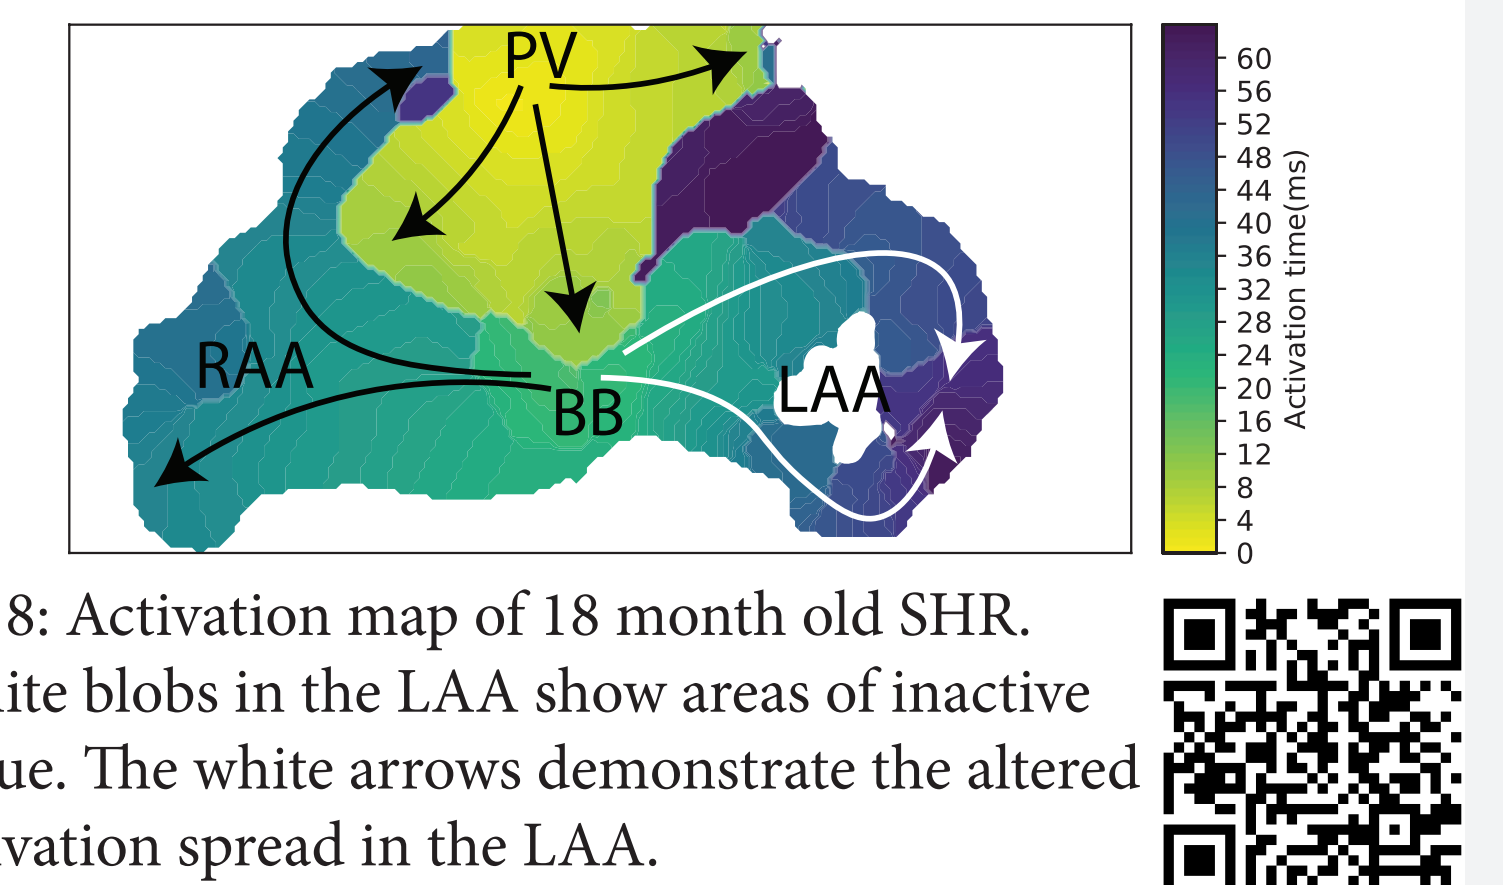 PV
RAA
LAA
BB
60
56
52
48
44
40
36
32
28
24
20
16
12
8
4
0
Activation time(ms)
8: Activation map of 18 month old SHR.
ite blobs in the LAA show areas of inactive
ue. The white arrows demonstrate the altered
vation spread in the LAA.